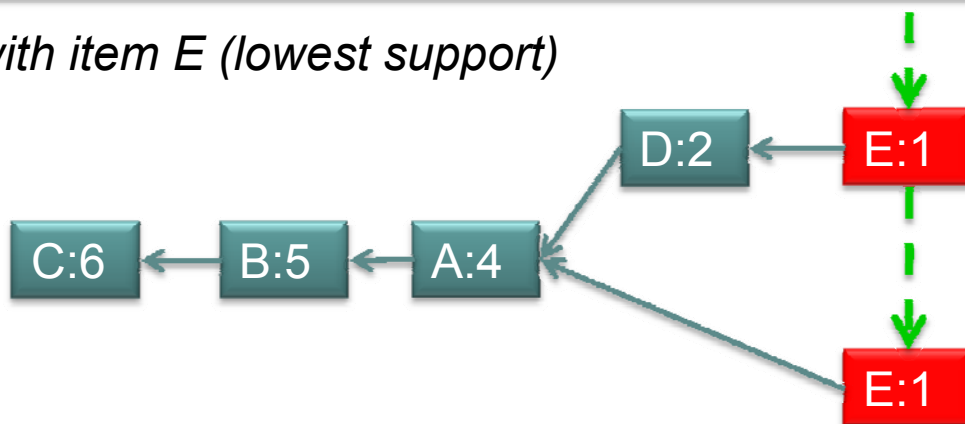 with item E (lowest support)
D:2
E:1
C:6
B:5
A:4
E:1